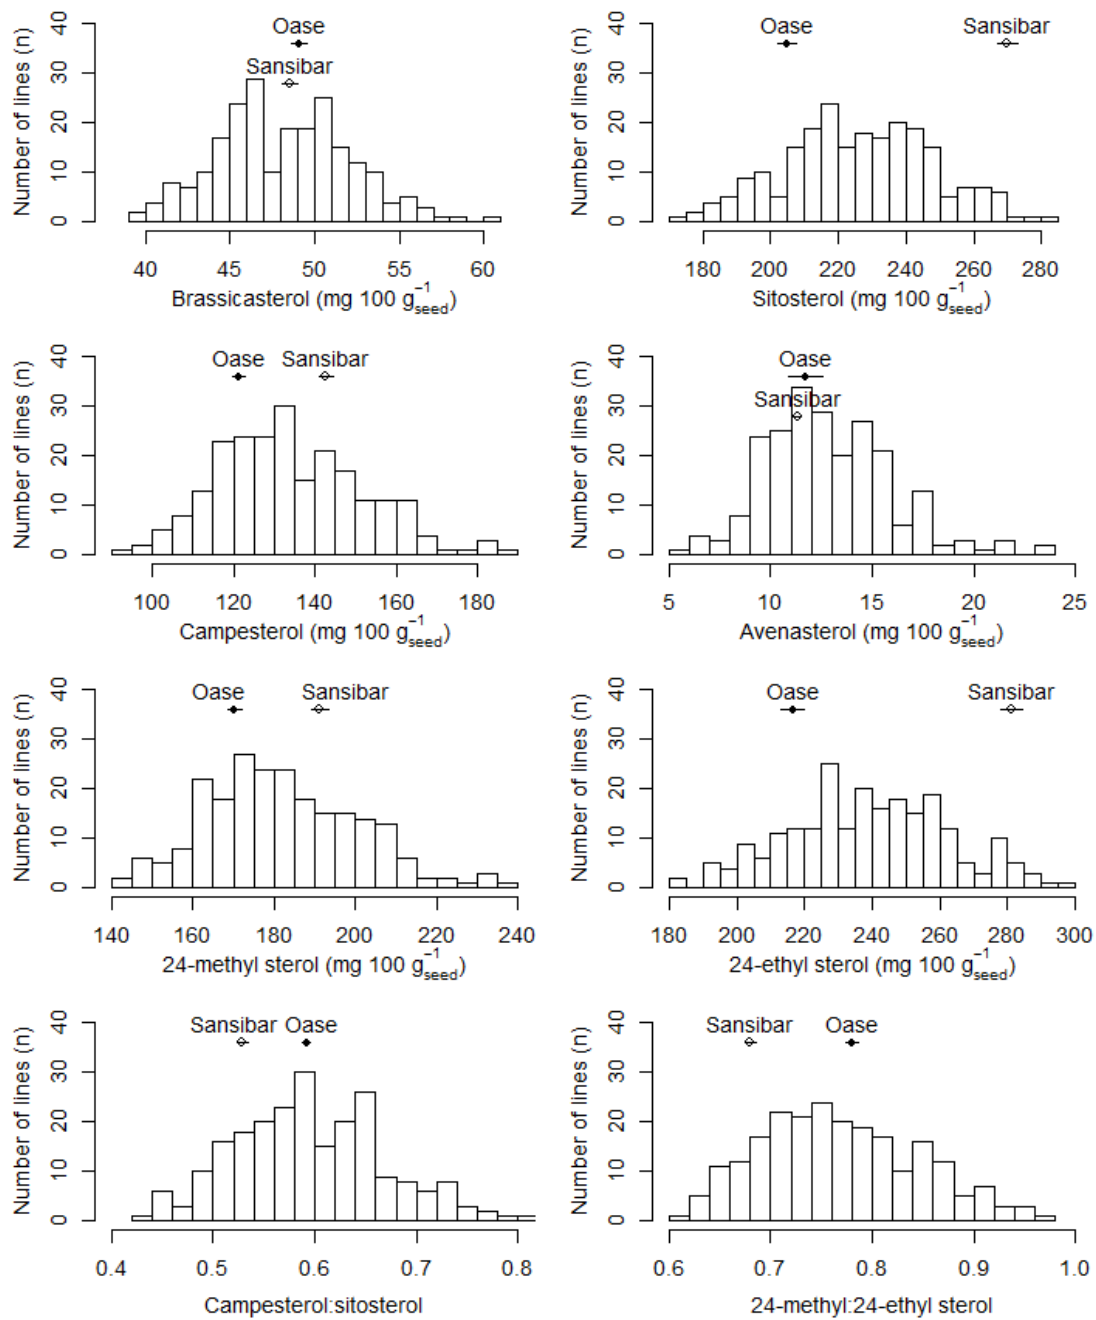 Number of lines (n)
0 10 20 30 40
Oase
Sansibar
40 45 50 55 60
Brassicasterol (mg 100 g⁻¹seed)
Number of lines (n)
0 10 20 30 40
Oase Sansibar
180 200 220 240 260 280
Sitosterol (mg 100 g⁻¹seed)
Number of lines (n)
0 10 20 30 40
Oase Sansibar
100 120 140 160 180
Campesterol (mg 100 g⁻¹seed)
Number of lines (n)
0 10 20 30 40
Oase
Sansibar
5 10 15 20 25
Avenasterol (mg 100 g⁻¹seed)
Number of lines (n)
0 10 20 30 40
Oase Sansibar
140 160 180 200 220 240
24-methyl sterol (mg 100 g⁻¹seed)
Number of lines (n)
0 10 20 30 40
Oase Sansibar
180 200 220 240 260 280 300
24-ethyl sterol (mg 100 g⁻¹seed)
Number of lines (n)
0 10 20 30 40
Sansibar Oase
0.4 0.5 0.6 0.7 0.8
Campesterol:sitosterol
Number of lines (n)
0 10 20 30 40
Sansibar Oase
0.6 0.7 0.8 0.9 1.0
24-methyl:24-ethyl sterol